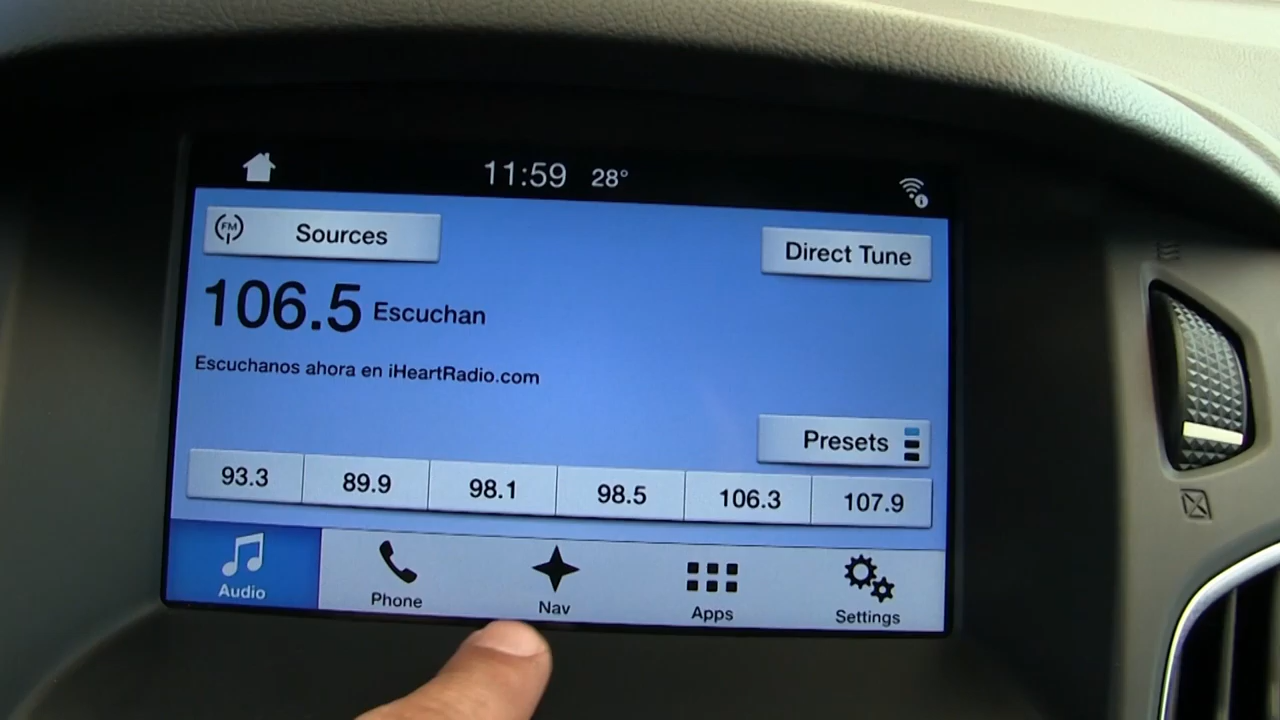 11:59 28°
FM Sources
Direct Tune
106.5 Escuchan
Escuchanos ahora en iHeartRadio.com
Presets
93.3 89.9 98.1 98.5 106.3 107.9
Audio Phone Nav Apps Settings